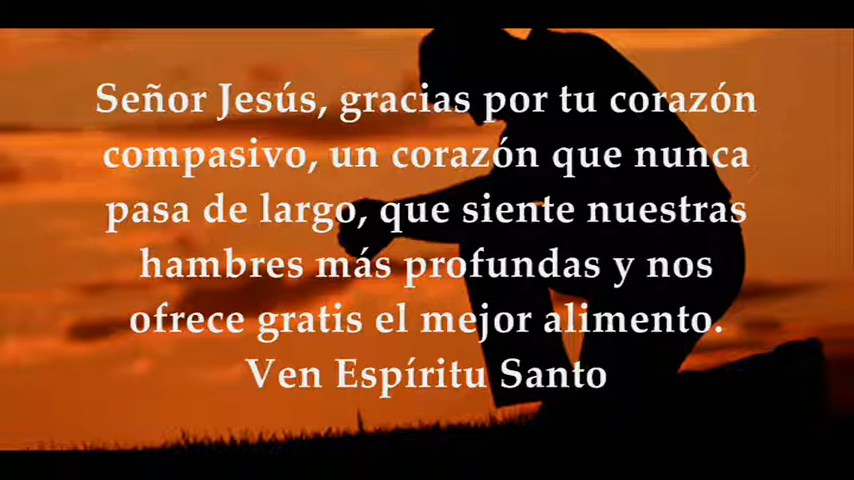 Señor Jesús, gracias por tu corazón
compasivo, un corazón que nunca
pasa de largo, que siente nuestras
hambres más profundas y nos
ofrece gratis el mejor alimento.
Ven Espíritu Santo